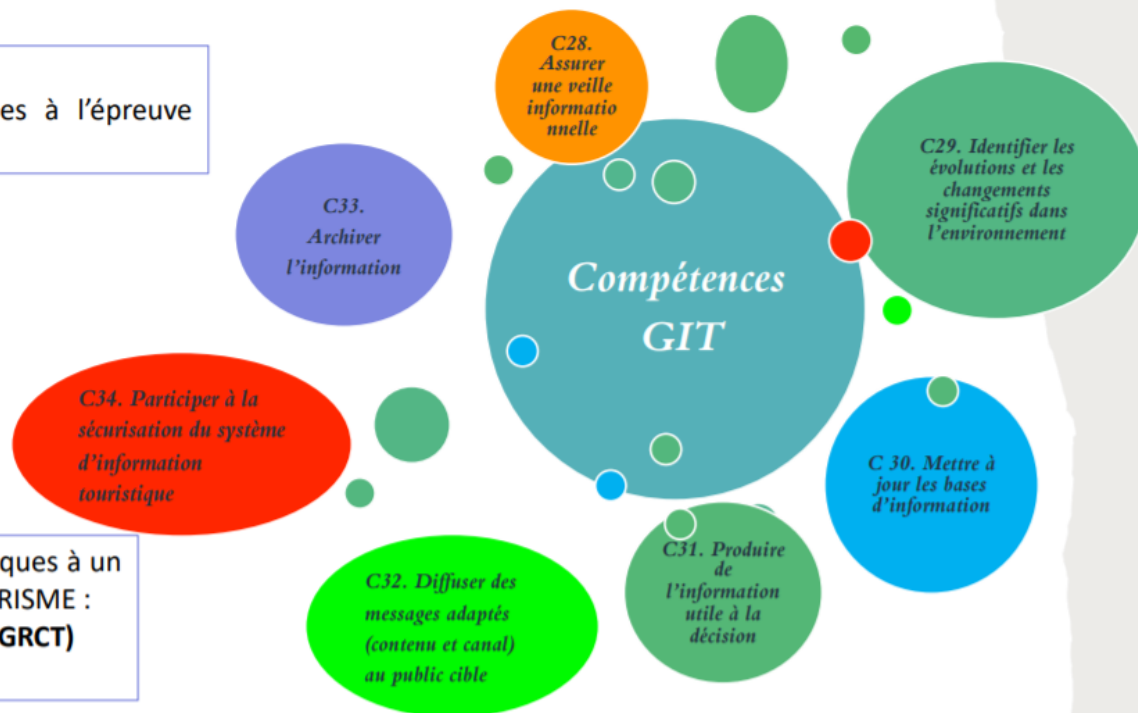 es à l'épreuve
C28.
Assurer
une veille
informatio
nnelle
C29. Identifier les
évolutions et les
changements
significatifs dans
l'environnement
C33.
Archiver
l'information
Compétences
GIT
C34. Participer à la
sécurisation du système
d'information
touristique
C 30. Mettre à
jour les bases
d'information
C31. Produire
de
l'information
utile à la
décision
C32. Diffuser des
messages adaptés
(contenu et canal)
au public cible
ques à un
RISME :
GRCT)